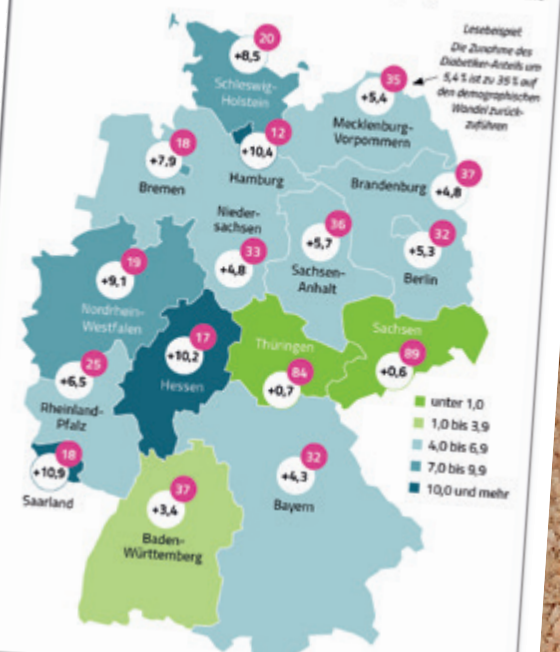 20
+8,5
Schleswig-
Holstein
Lesebeispiel:
Die Zunahme des
Diabetiker-Anteils um
5,4 % ist zu 35 % auf
den demographischen
Wandel zurück-
zuführen
35
+5,4
Mecklenburg-
Vorpommern
18
+7,9
Bremen
12
+10,4
Hamburg
37
+4,8
Brandenburg
Nieder-
sachsen
33
+4,8
36
+5,7
Sachsen-
Anhalt
32
+5,3
Berlin
19
+9,1
Nordrhein-
Westfalen
17
+10,2
Hessen
Thüringen
84
+0,7
Sachsen
89
+0,6
25
+6,5
Rheinland-
Pfalz
18
+10,9
Saarland
37
+3,4
Baden-
Württemberg
32
+4,3
Bayern
unter 1,0
1,0 bis 3,9
4,0 bis 6,9
7,0 bis 9,9
10,0 und mehr